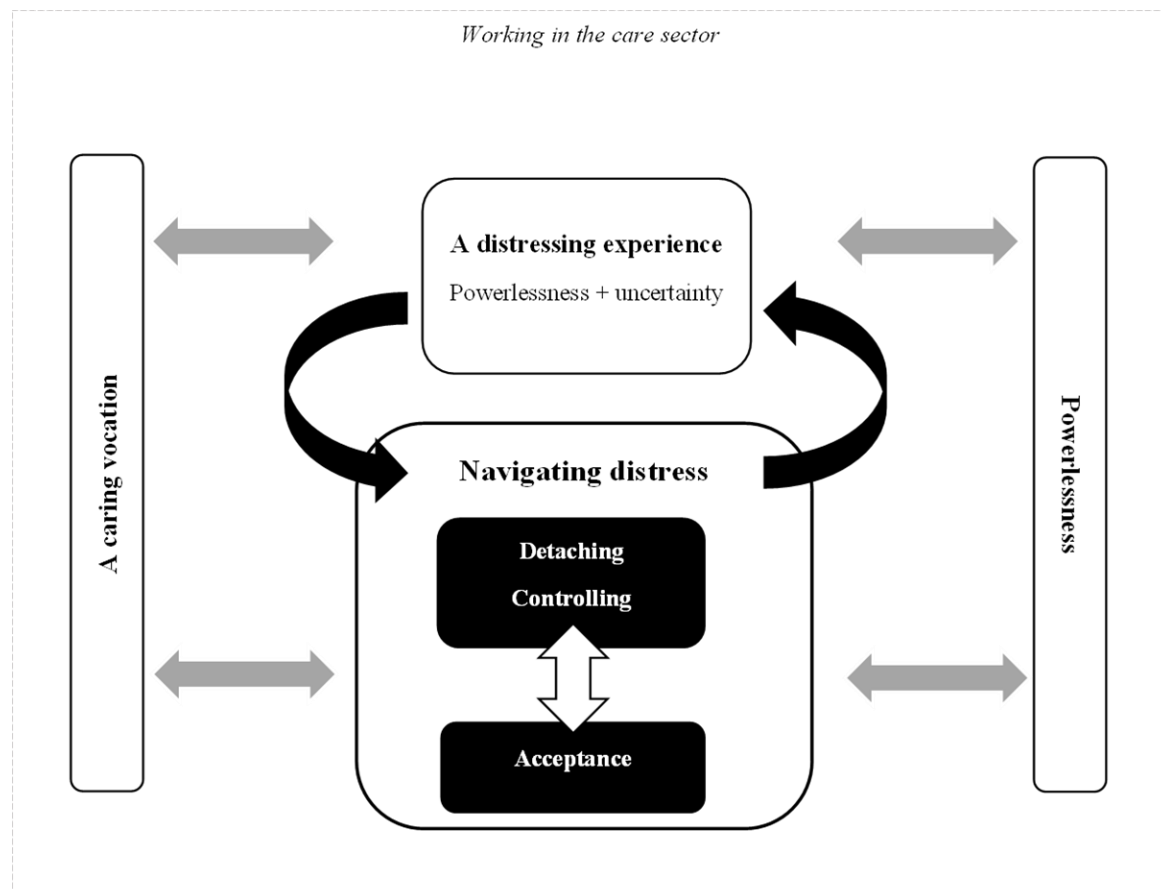 Working in the care sector
A distressing experience
Powerlessness + uncertainty
A caring vocation
Navigating distress
Detaching
Controlling
Acceptance
Powerlessness